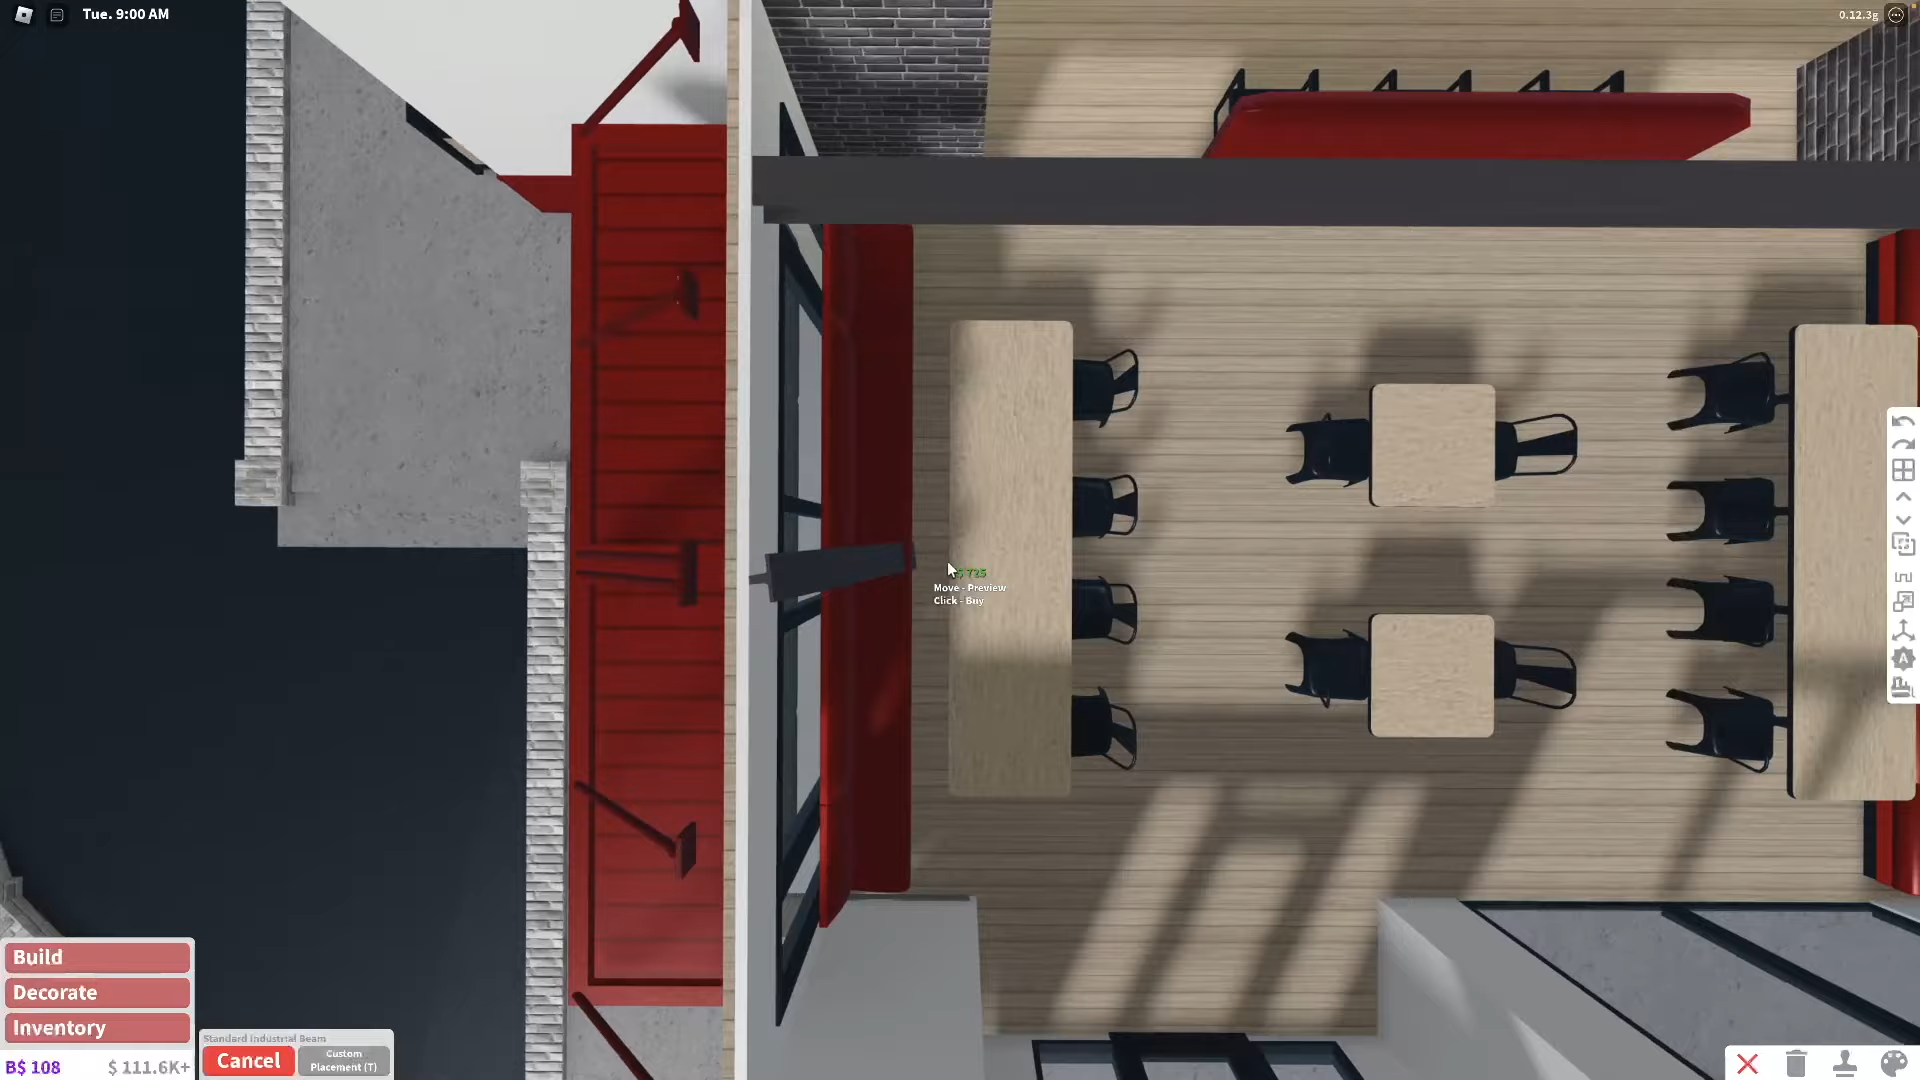 Tue. 9:00 AM
0.12.3g
$ 725
Move - Preview
Click - Buy
Build
Decorate
Inventory
B$ 108
$ 111.6K+
Standard Industrial Beam
Cancel
Custom
Placement (T)
A